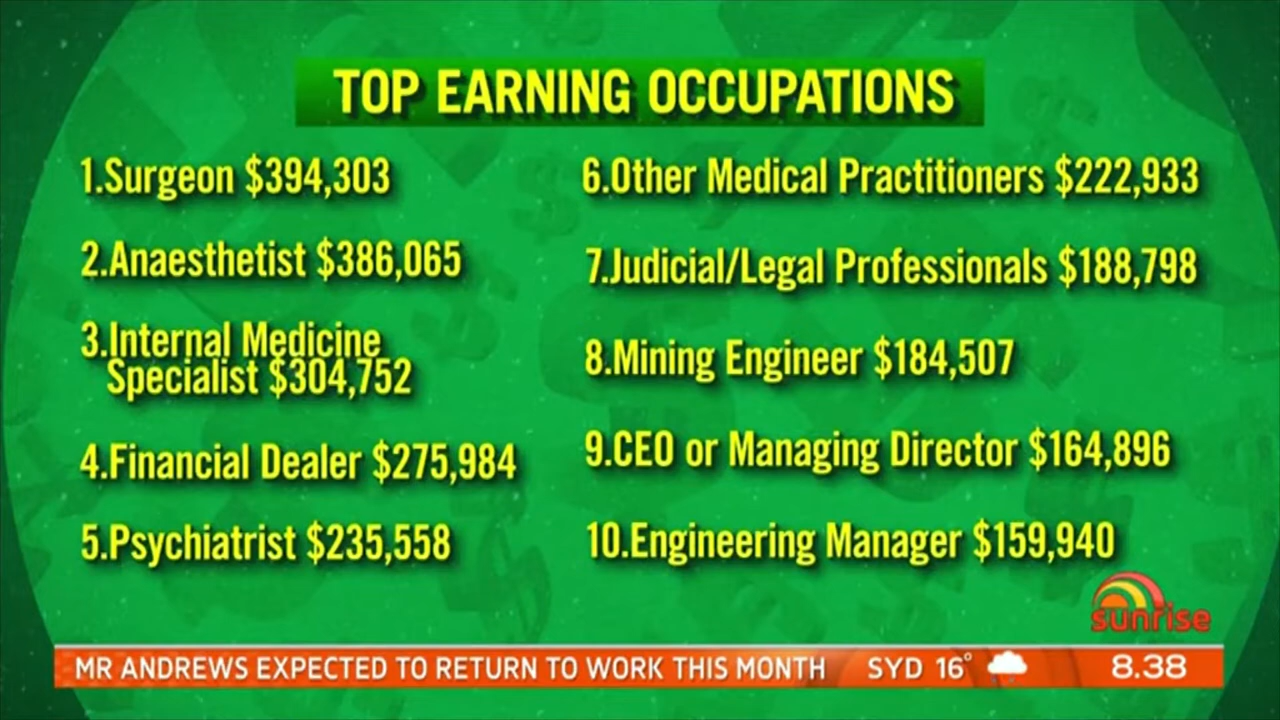 TOP EARNING OCCUPATIONS
1.Surgeon $394,303
2.Anaesthetist $386,065
3.Internal Medicine
Specialist $304,752
4.Financial Dealer $275,984
5.Psychiatrist $235,558
6.Other Medical Practitioners $222,933
7.Judicial/Legal Professionals $188,798
8.Mining Engineer $184,507
9.CEO or Managing Director $164,896
10.Engineering Manager $159,940
sunrise
MR ANDREWS EXPECTED TO RETURN TO WORK THIS MONTH SYD 16° 8.38